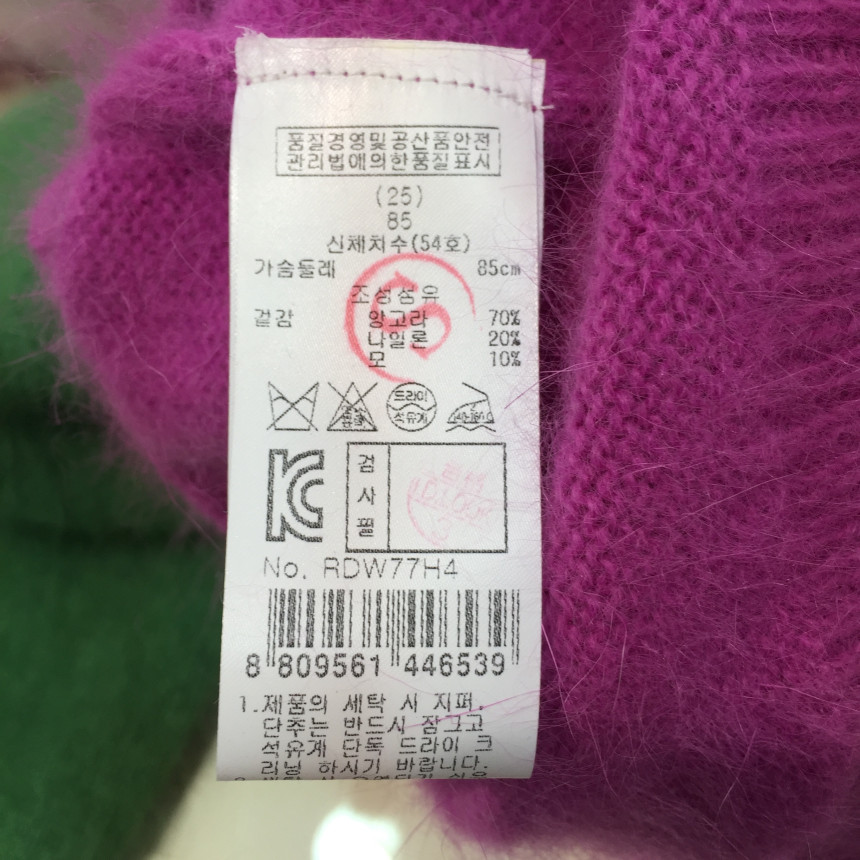 품질경영및공산품안전
관리법에의한품질표시
(25)
85
신체치수(54호)
가슴둘레 85cm
조성섬유
겉감 앙고라 70%
나일론 20%
모 10%
드라이
석유계
검
사
필
No. RDW77H4
8 809561 446539
1.제품의 세탁 시 지퍼.
단추는 반드시 잠그고
석유계 단독 드라이 크
리닝 하시기 바랍니다.